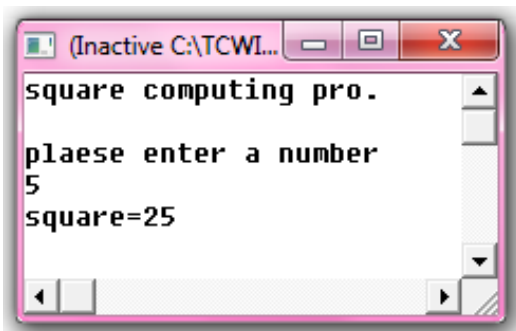 (Inactive C:\TCWI...
square computing pro.
plaese enter a number
5
square=25